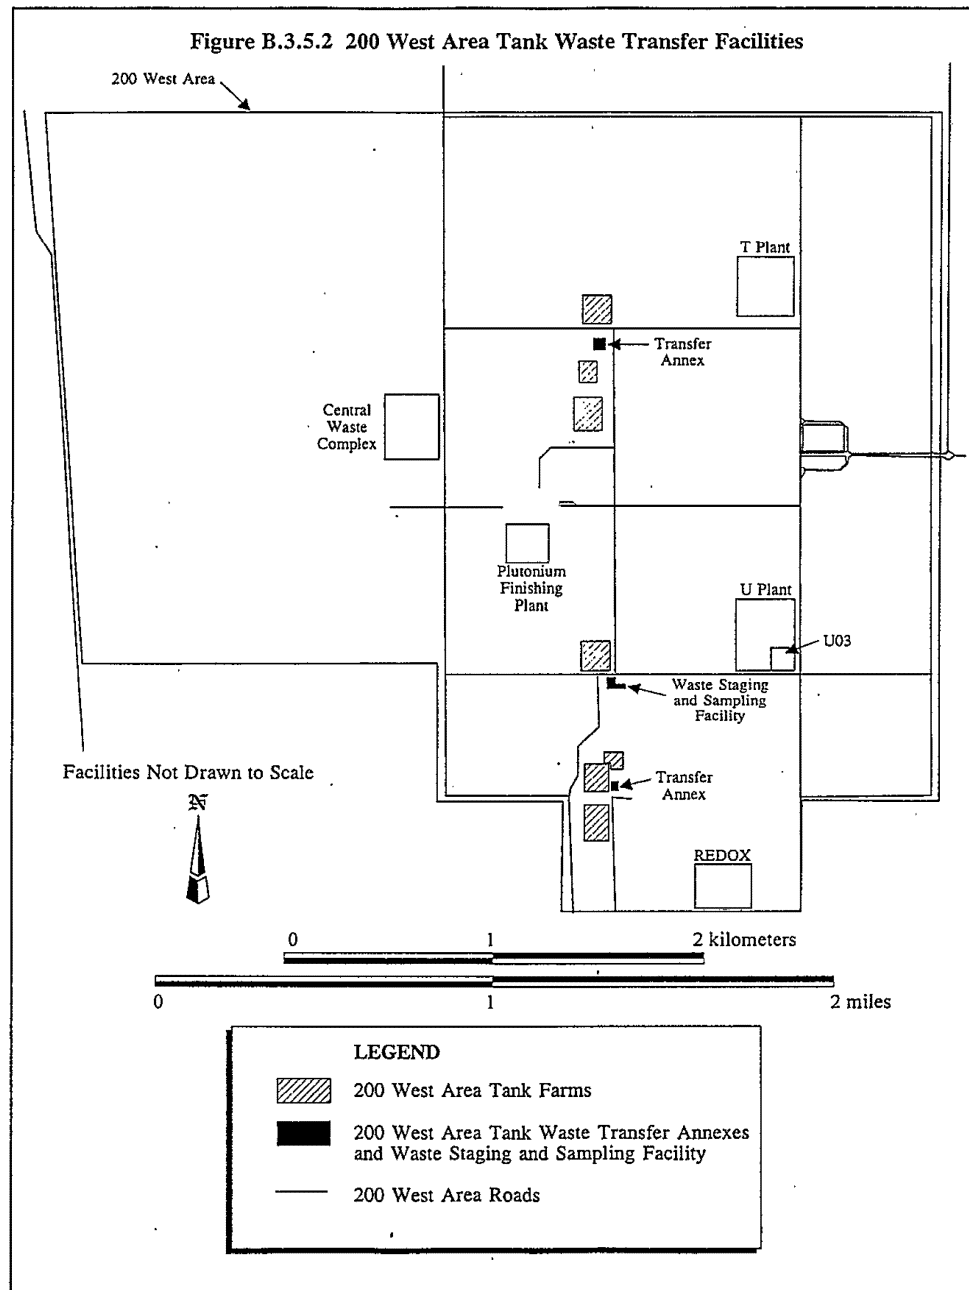 Figure B.3.5.2 200 West Area Tank Waste Transfer Facilities
200 West Area
T Plant
Transfer
Annex
Central
Waste
Complex
Plutonium
Finishing
Plant
U Plant
U03
Waste Staging
and Sampling
Facility
Facilities Not Drawn to Scale
N
Transfer
Annex
REDOX
0 1 2 kilometers
0 1 2 miles
LEGEND
200 West Area Tank Farms
200 West Area Tank Waste Transfer Annexes
and Waste Staging and Sampling Facility
200 West Area Roads